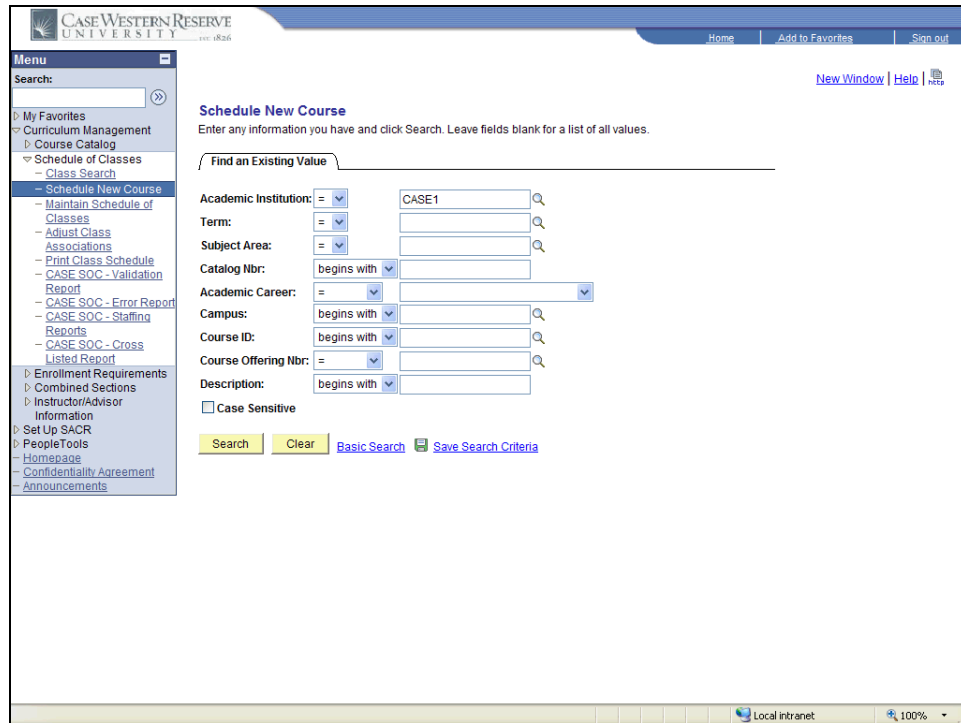 CASE WESTERN RESERVE
UNIVERSITY EST 1826
Home
Add to Favorites
Sign out
Menu
Search:
My Favorites
Curriculum Management
Course Catalog
Schedule of Classes
Class Search
Schedule New Course
Maintain Schedule of
Classes
Adjust Class
Associations
Print Class Schedule
CASE SOC - Validation
Report
CASE SOC - Error Report
CASE SOC - Staffing
Reports
CASE SOC - Cross
Listed Report
Enrollment Requirements
Combined Sections
Instructor/Advisor
Information
Set Up SACR
PeopleTools
Homepage
Confidentiality Agreement
Announcements
New Window | Help | http
Schedule New Course
Enter any information you have and click Search. Leave fields blank for a list of all values.
Find an Existing Value
Academic Institution: = CASE1
Term: =
Subject Area: =
Catalog Nbr: begins with
Academic Career: =
Campus: begins with
Course ID: begins with
Course Offering Nbr: =
Description: begins with
Case Sensitive
Search Clear Basic Search Save Search Criteria
Local intranet 100%